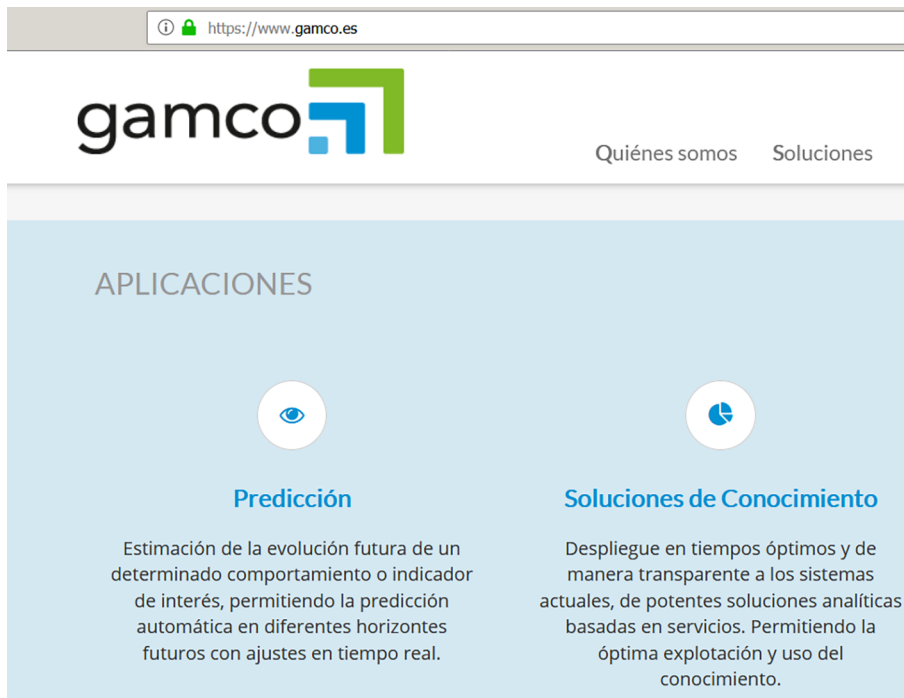 https://www.gamco.es
gamco
Quiénes somos Soluciones
APLICACIONES
Predicción
Estimación de la evolución futura de un
determinado comportamiento o indicador
de interés, permitiendo la predicción
automática en diferentes horizontes
futuros con ajustes en tiempo real.
Soluciones de Conocimiento
Despliegue en tiempos óptimos y de
manera transparente a los sistemas
actuales, de potentes soluciones analíticas
basadas en servicios. Permitiendo la
óptima explotación y uso del
conocimiento.